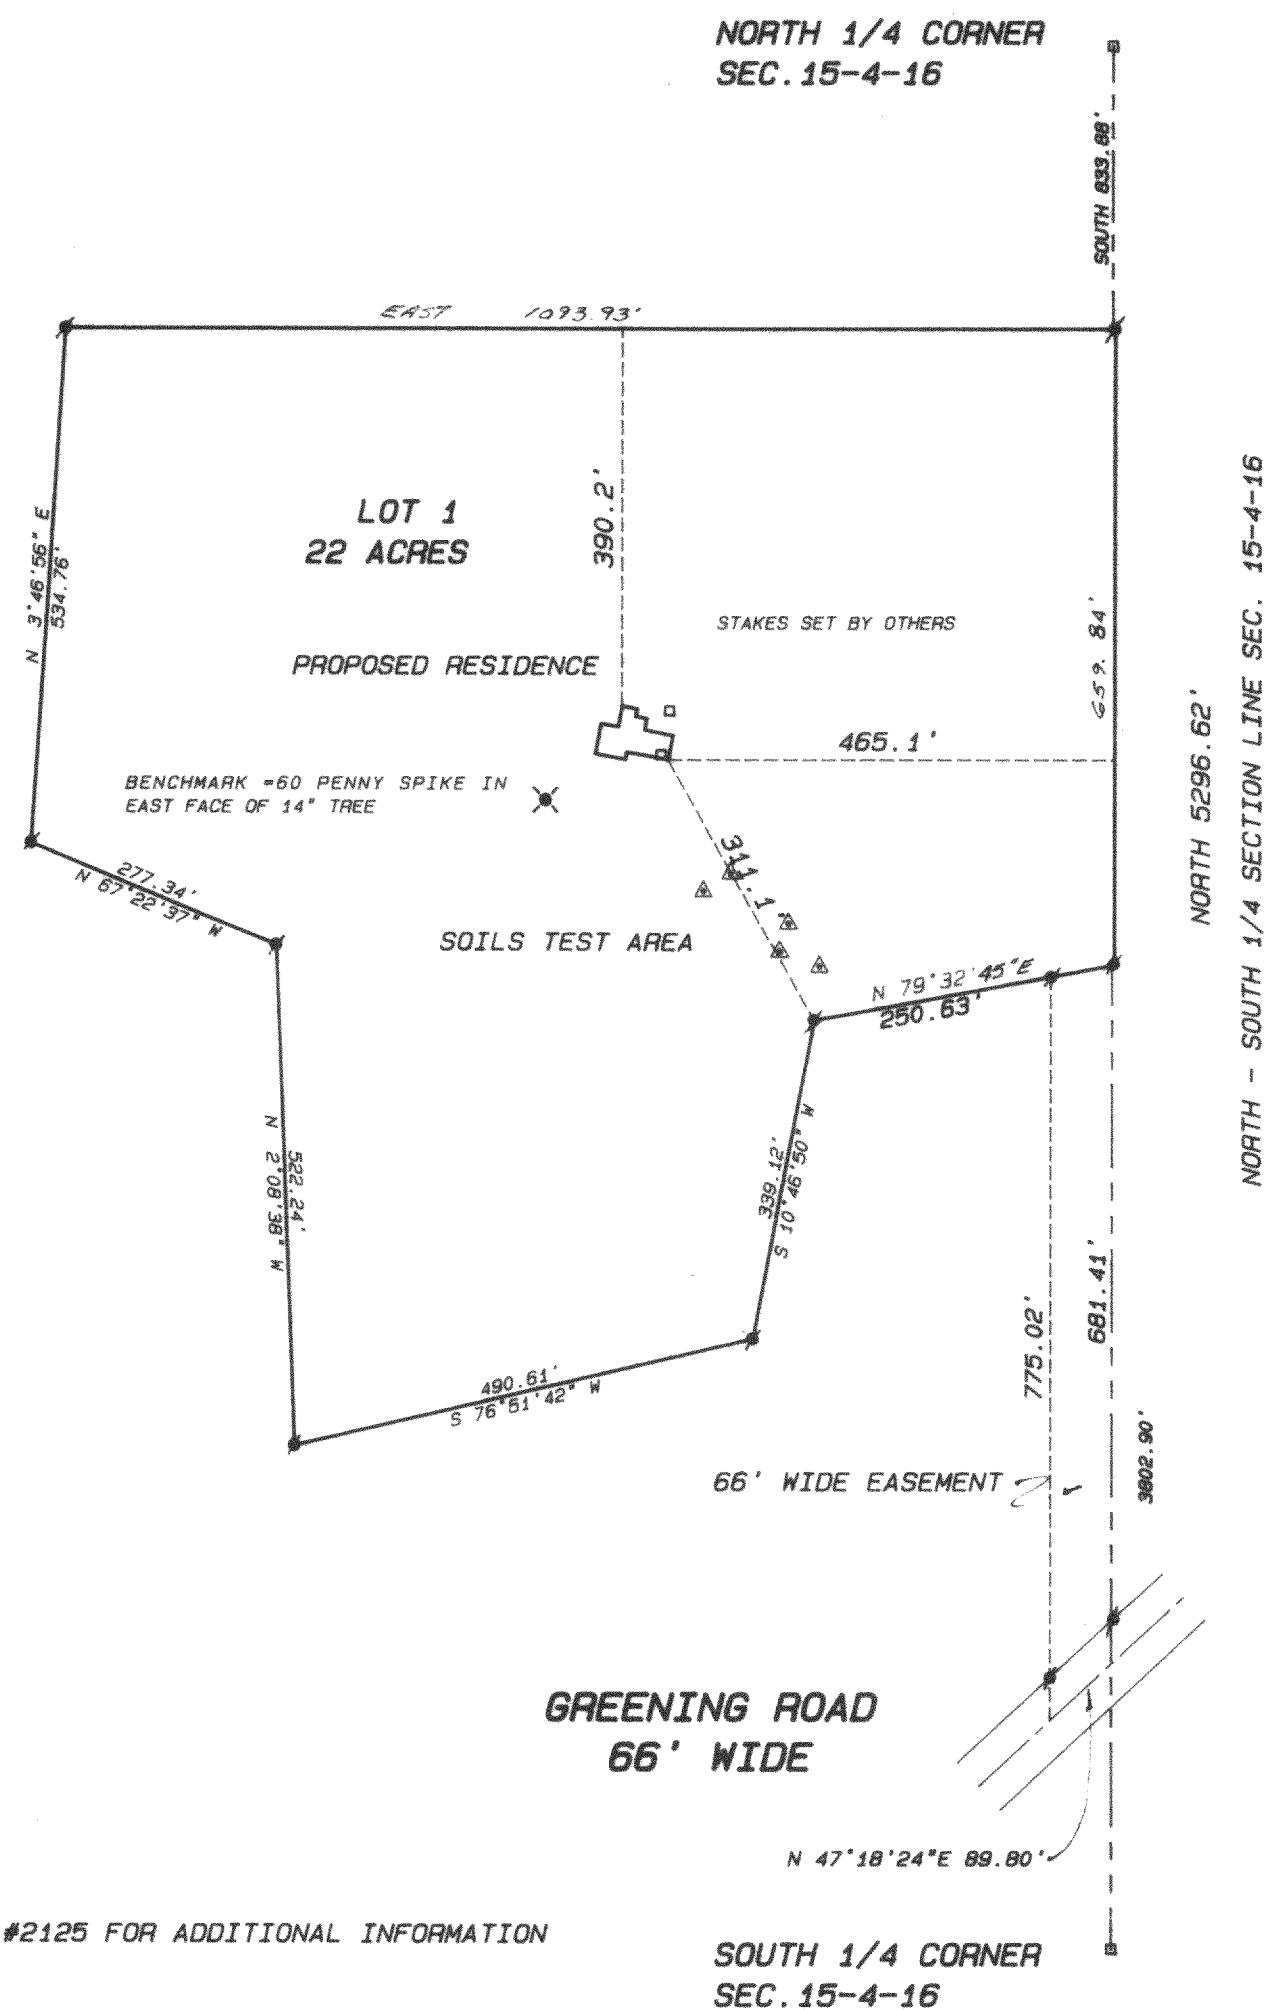 NORTH 1/4 CORNER
SEC. 15-4-16
SOUTH 833.88'
EAST 1093.93'
N 3°46'56" E
534.76'
LOT 1
22 ACRES
390.2'
STAKES SET BY OTHERS
659.84'
PROPOSED RESIDENCE
465.1'
NORTH 5296.62'
NORTH - SOUTH 1/4 SECTION LINE SEC. 15-4-16
BENCHMARK =60 PENNY SPIKE IN
EAST FACE OF 14" TREE
311.1'
277.34'
N 67°22'37" W
SOILS TEST AREA
N 79°32'45"E
250.63'
522.24'
N 2°08'38" W
339.12'
S 10°46'50" W
775.02'
681.41'
490.61'
S 76°51'42" W
3802.90'
66' WIDE EASEMENT
GREENING ROAD
66' WIDE
N 47°18'24"E 89.80'
#2125 FOR ADDITIONAL INFORMATION
SOUTH 1/4 CORNER
SEC. 15-4-16